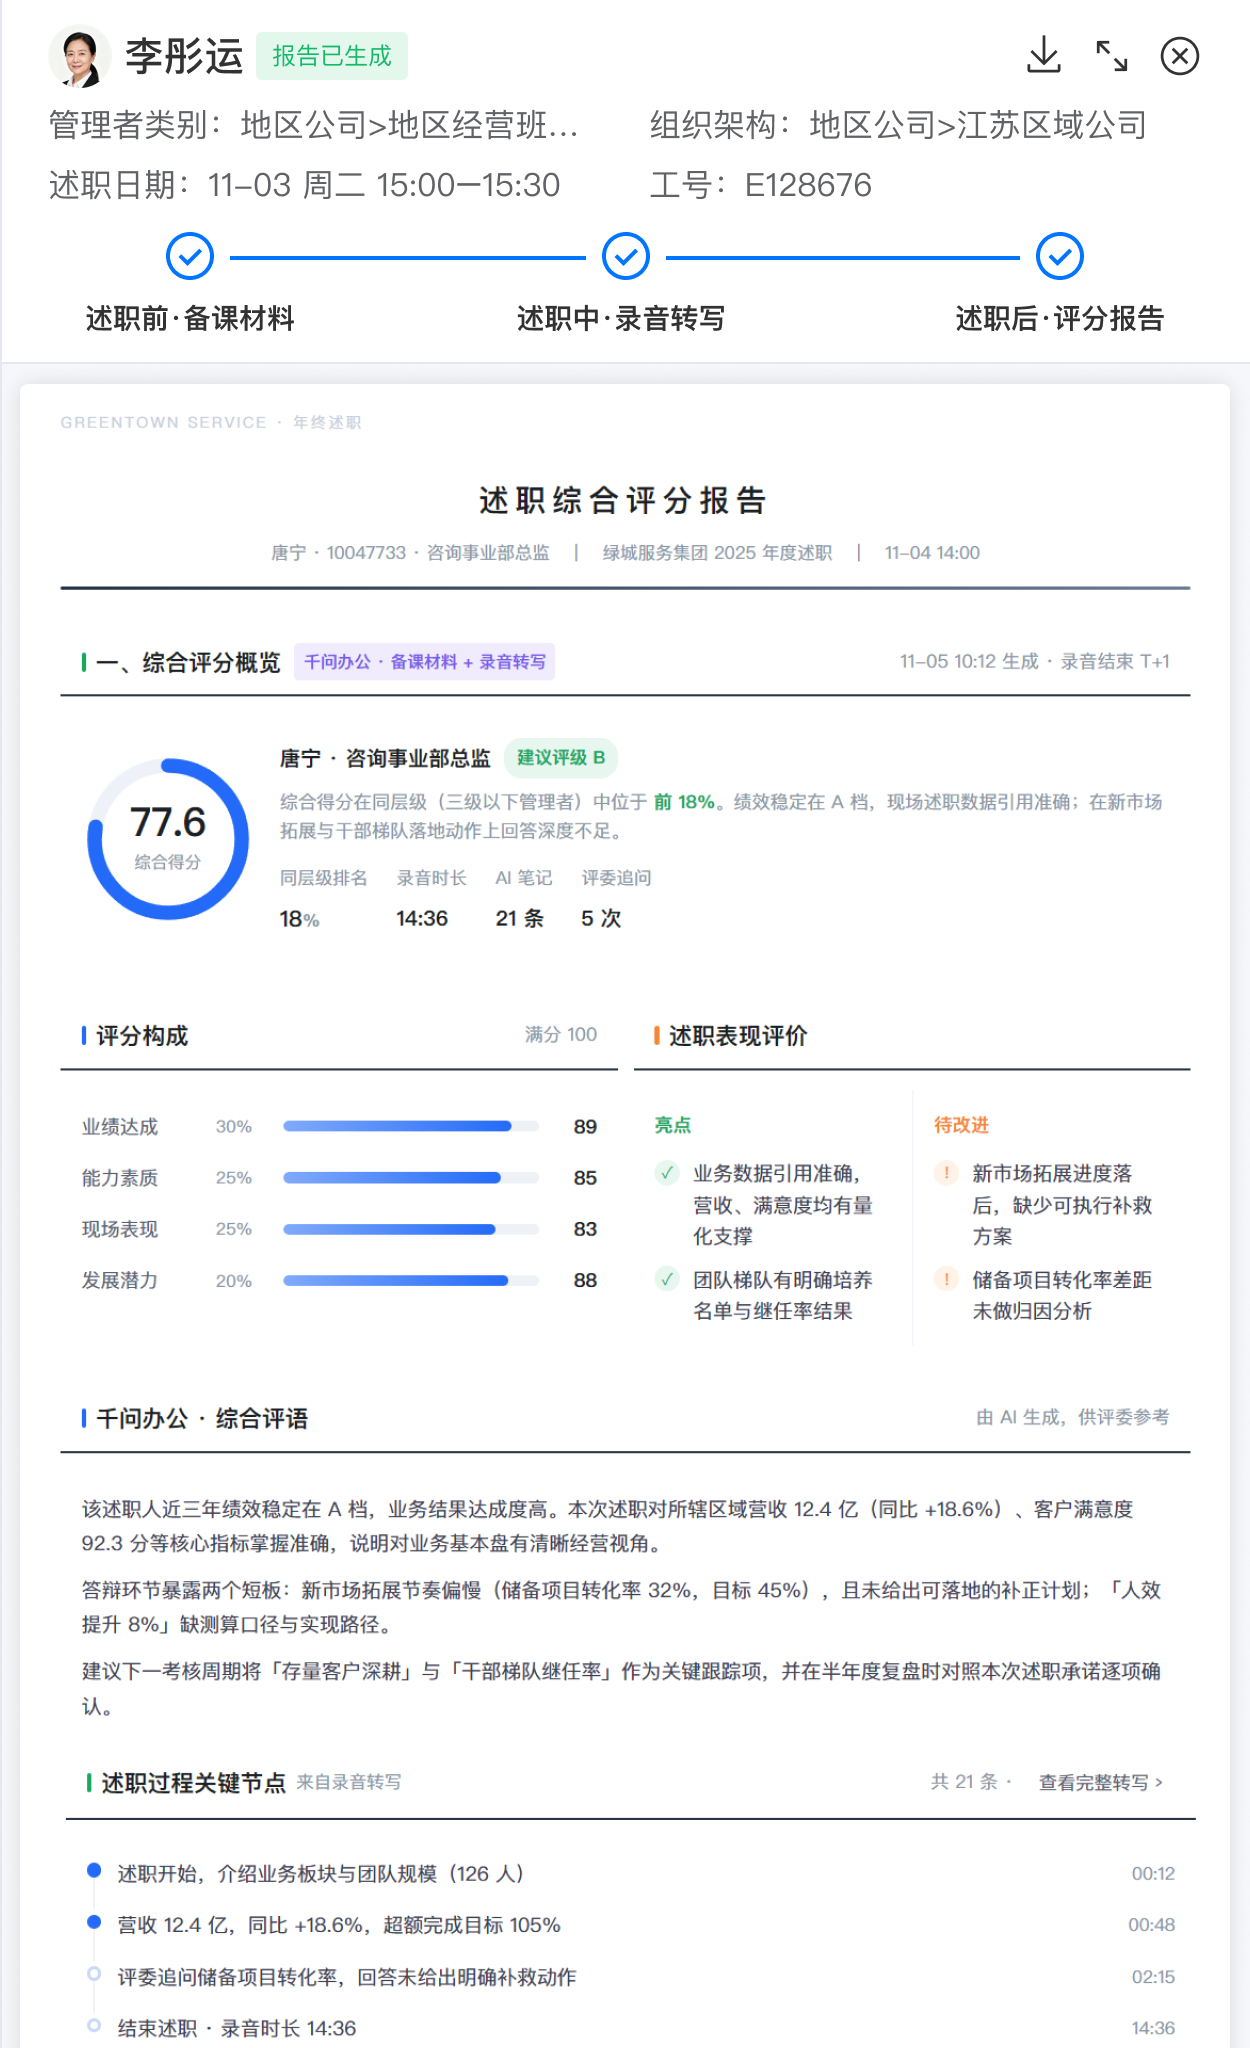 李彤运 报告已生成
管理者类别：地区公司>地区经营班... 组织架构：地区公司>江苏区域公司
述职日期：11-03 周二 15:00—15:30 工号：E128676
述职前·备课材料 述职中·录音转写 述职后·评分报告
GREENTOWN SERVICE · 年终述职
述职综合评分报告
唐宁 · 10047733 · 咨询事业部总监 | 绿城服务集团 2025 年度述职 | 11-04 14:00
一、综合评分概览 千问办公 · 备课材料 + 录音转写 11-05 10:12 生成 · 录音结束 T+1
唐宁 · 咨询事业部总监 建议评级 B
77.6
综合得分
综合得分在同层级（三级以下管理者）中位于 前 18%。绩效稳定在 A 档，现场述职数据引用准确；在新市场
拓展与干部梯队落地动作上回答深度不足。
同层级排名 录音时长 AI 笔记 评委追问
18% 14:36 21 条 5 次
评分构成 满分 100
业绩达成 30% 89
能力素质 25% 85
现场表现 25% 83
发展潜力 20% 88
述职表现评价
亮点
业务数据引用准确，
营收、满意度均有量
化支撑
团队梯队有明确培养
名单与继任率结果
待改进
新市场拓展进度落
后，缺少可执行补救
方案
储备项目转化率差距
未做归因分析
千问办公 · 综合评语 由 AI 生成，供评委参考
该述职人近三年绩效稳定在 A 档，业务结果达成度高。本次述职对所辖区域营收 12.4 亿（同比 +18.6%）、客户满意度
92.3 分等核心指标掌握准确，说明对业务基本盘有清晰经营视角。
答辩环节暴露两个短板：新市场拓展节奏偏慢（储备项目转化率 32%，目标 45%），且未给出可落地的补正计划；「人效
提升 8%」缺测算口径与实现路径。
建议下一考核周期将「存量客户深耕」与「干部梯队继任率」作为关键跟踪项，并在半年度复盘时对照本次述职承诺逐项确
认。
述职过程关键节点 来自录音转写 共 21 条 · 查看完整转写 ›
述职开始，介绍业务板块与团队规模（126 人） 00:12
营收 12.4 亿，同比 +18.6%，超额完成目标 105% 00:48
评委追问储备项目转化率，回答未给出明确补救动作 02:15
结束述职 · 录音时长 14:36 14:36